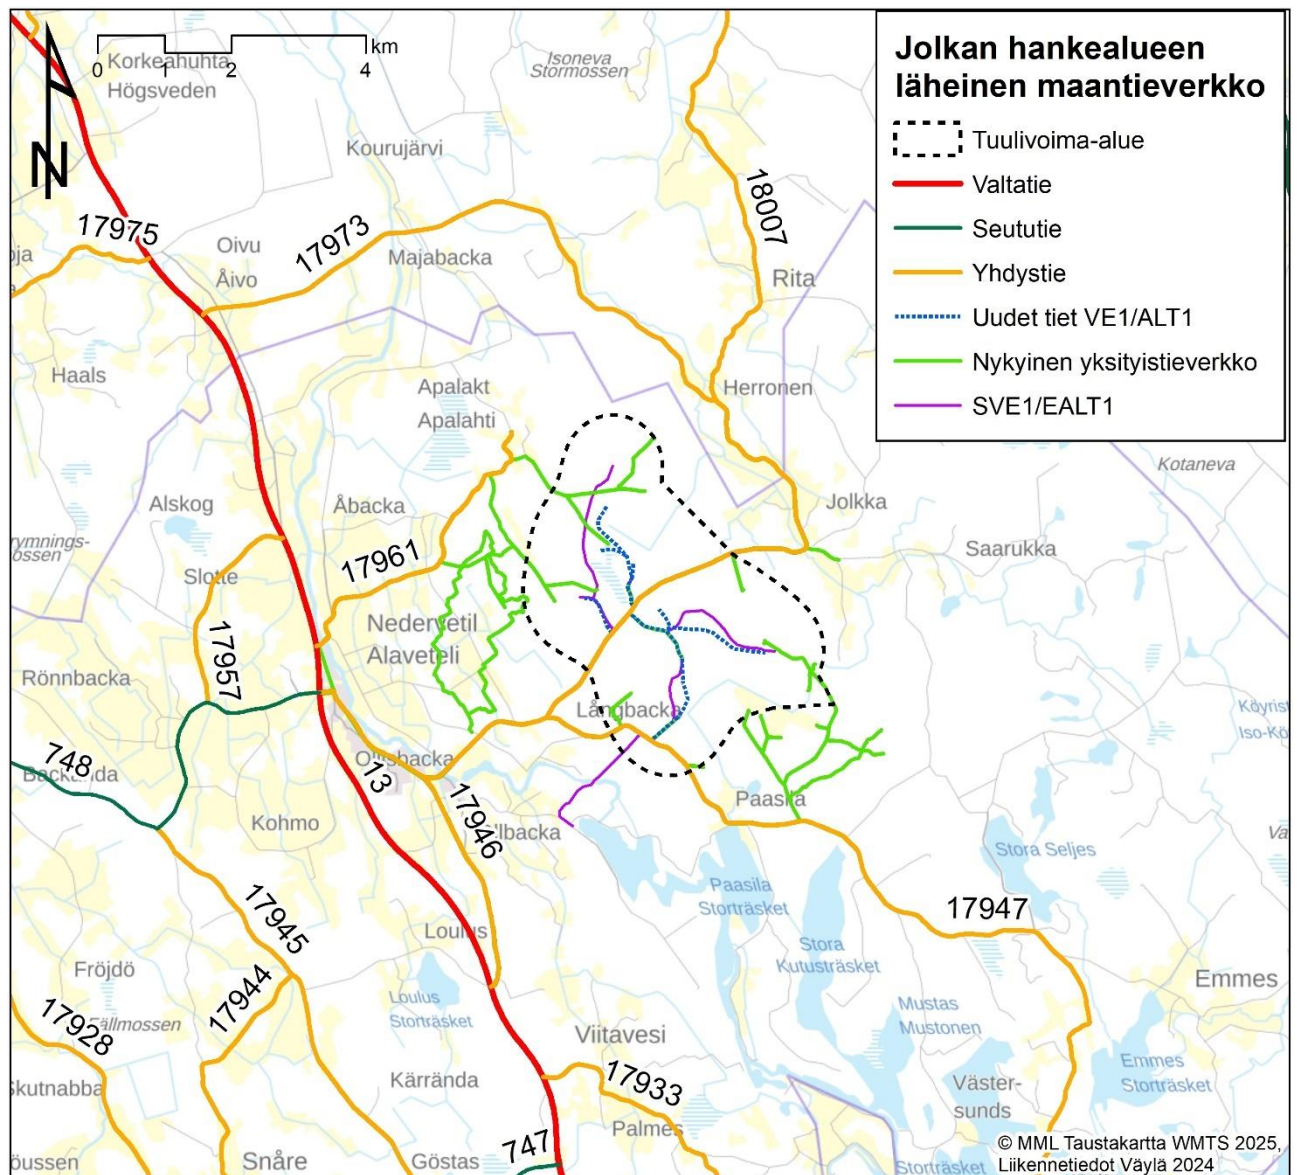 Jolkan hankealueen
läheinen maantieverkko
Tuulivoima-alue
Valtatie
Seututie
Yhdystie
Uudet tiet VE1/ALT1
Nykyinen yksityistieverkko
SVE1/EALT1
km
0 1 2 4
N
Korkeahuhta
Högsveden
Isoneva
Stormossen
Kourujärvi
18007
17975
Oivu
Åivo
17973
Majabacka
Rita
Haals
Apalakt
Apalahti
Herronen
Kotaneva
Alskog
Åbacka
Jolkka
Saarukka
17961
Slotte
17957
Nedervetil
Alaveteli
Rönnbacka
Långbacka
748
13
17946
Kohmo
Paasila
Stora Seljes
Paasila
Storträsket
17945
17947
Loulus
Stora
Kutusträsket
Fröjdö
17944
Emmes
Loulus
Storträsket
Mustas
Mustonen
17928
Fällmossen
Viitavesi
Emmes
Storträsket
Kärrända
17933
Väster-
sunds
Palmes
747
Snåre
Göstas
Storträsket
© MML Taustakartta WMTS 2025,
Liikennetiedot Väylä 2024